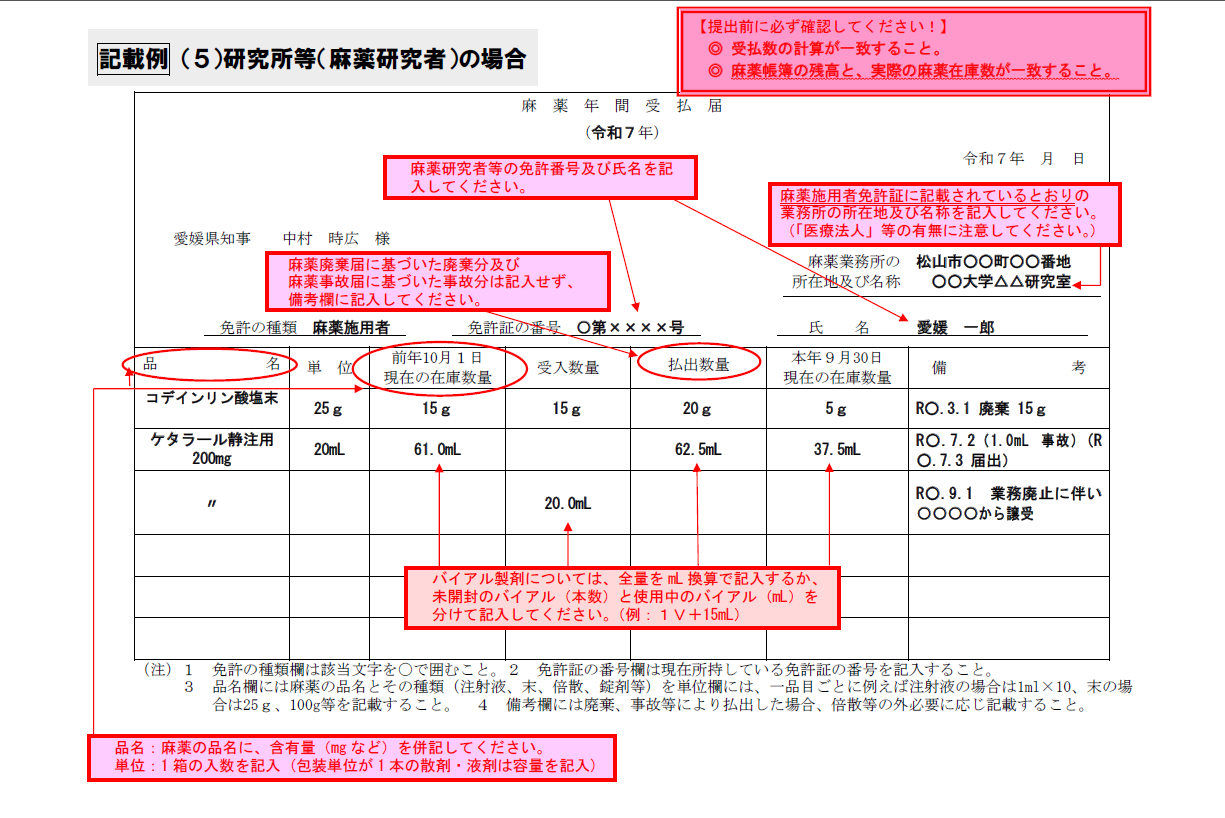 記載例（５）研究所等（麻薬研究者）の場合
【提出前に必ず確認してください！】
◎ 受払数の計算が一致すること。
◎ 麻薬帳簿の残高と、実際の麻薬在庫数が一致すること。
麻 薬 年 間 受 払 届
（令和７年）
令和７年　月　日
麻薬研究者等の免許番号及び氏名を記
入してください。
麻薬施用者免許証に記載されているとおりの
業務所の所在地及び名称を記入してください。
（「医療法人」等の有無に注意してください。）
愛媛県知事　　中村　時広　様
麻薬廃棄届に基づいた廃棄分及び
麻薬事故届に基づいた事故分は記入せず、
備考欄に記入してください。
麻薬業務所の　松山市〇〇町〇〇番地
所在地及び名称　〇〇大学△△研究室
免許の種類　麻薬施用者　免許証の番号　〇第××××号　氏　名　愛媛　一郎
品　名　単　位　前年10月１日　受入数量　払出数量　本年９月30日　備　考
現在の在庫数量　現在の在庫数量
コデインリン酸塩末　25ｇ　15ｇ　15ｇ　20ｇ　5ｇ　R〇.3.1 廃棄 15ｇ
ケタラール静注用　20mL　61.0mL　62.5mL　37.5mL　R〇.7.2（1.0mL　事故）（R
200mg　〇.7.3 届出）
〃　20.0mL　R〇.9.1　業務廃止に伴い
〇〇〇〇から譲受
バイアル製剤については、全量を mL 換算で記入するか、
未開封のバイアル（本数）と使用中のバイアル（mL）を
分けて記入してください。（例：１Ｖ＋15mL）
（注）１　免許の種類欄は該当文字を〇で囲むこと。２　免許証の番号欄は現在所持している免許証の番号を記入すること。
３　品名欄には麻薬の品名とその種類（注射液、末、倍散、錠剤等）を単位欄には、一品目ごとに例えば注射液の場合は1ml×10、末の場
合は25ｇ、100g等を記載すること。　４　備考欄には廃棄、事故等により払出した場合、倍散等の外必要に応じ記載すること。
品名：麻薬の品名に、含有量（mg など）を併記してください。
単位：１箱の入数を記入（包装単位が１本の散剤・液剤は容量を記入）